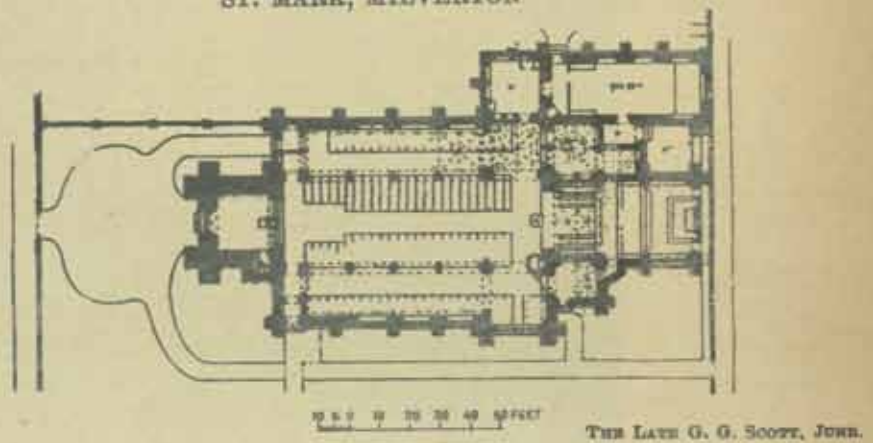 ST. MARK, MILVERTON
10 5 0 10 20 30 40 50 FEET
THE LATE G. G. SCOTT, JUNR.